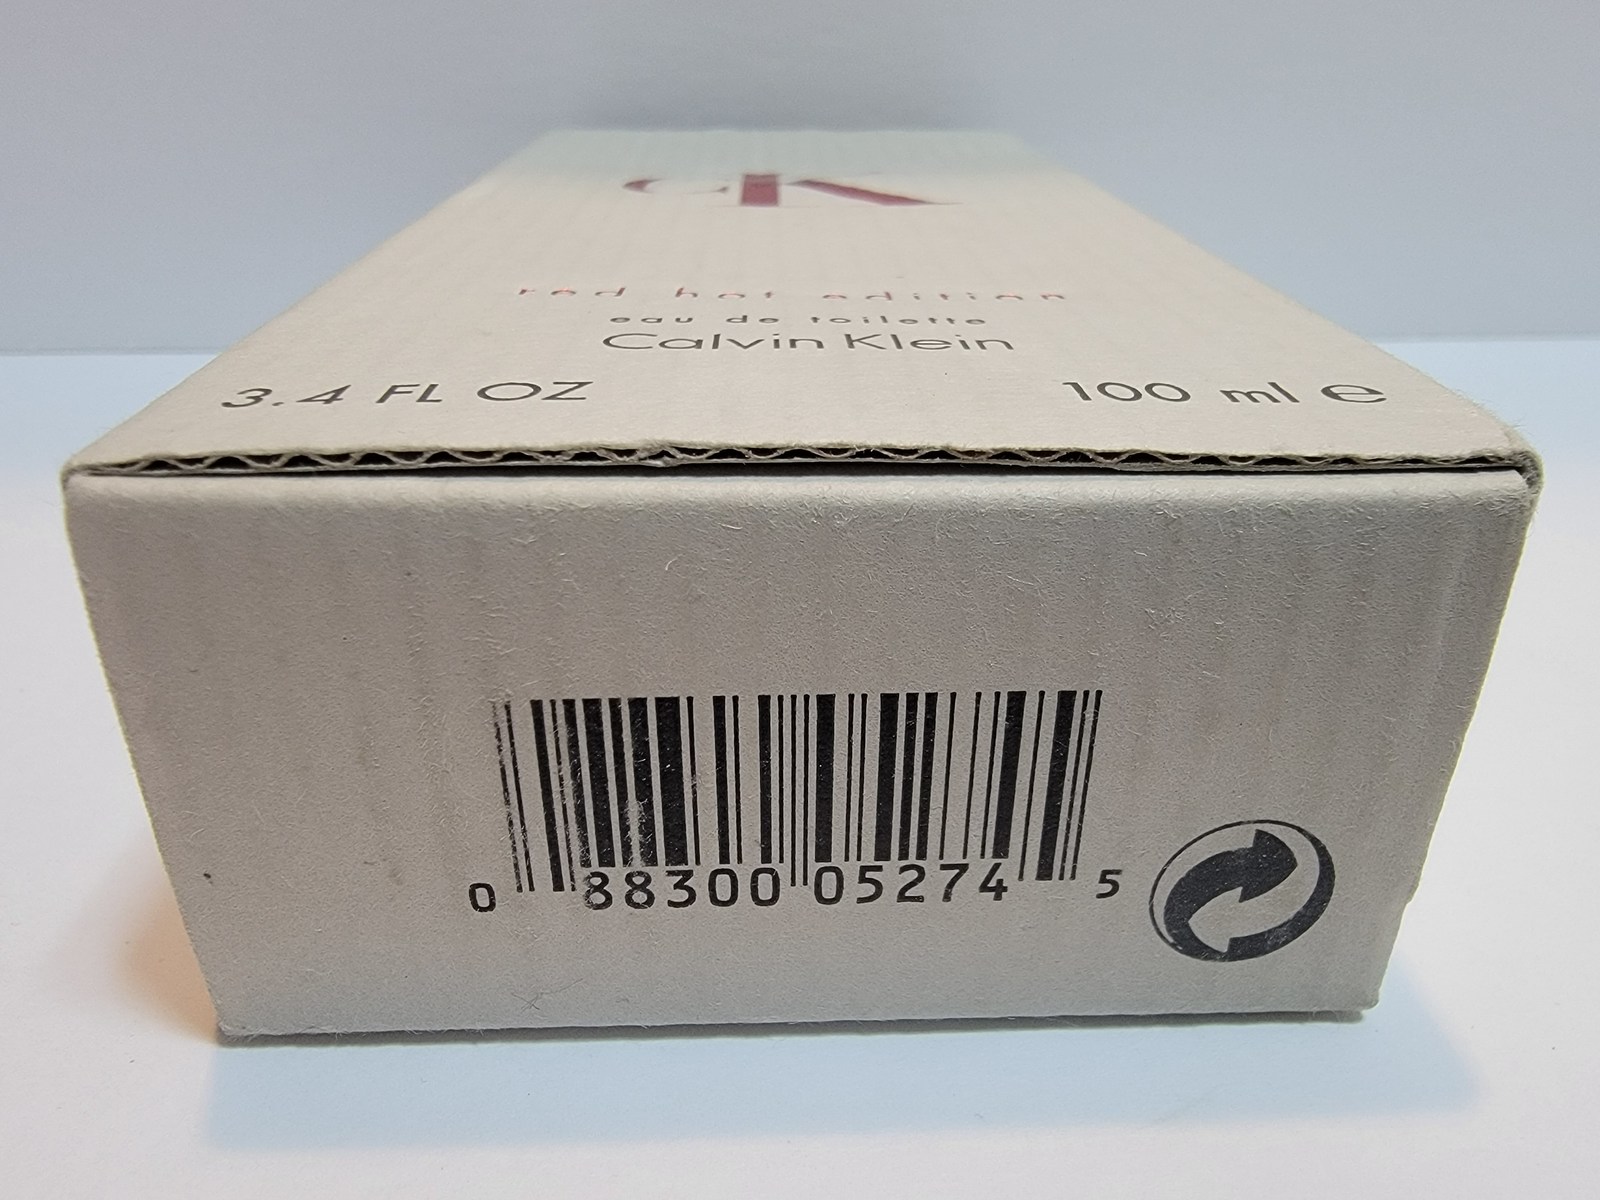 cK
red hot edition
eau de toilette
Calvin Klein
3.4 FL OZ 100 ml e
0 88300 05274 5